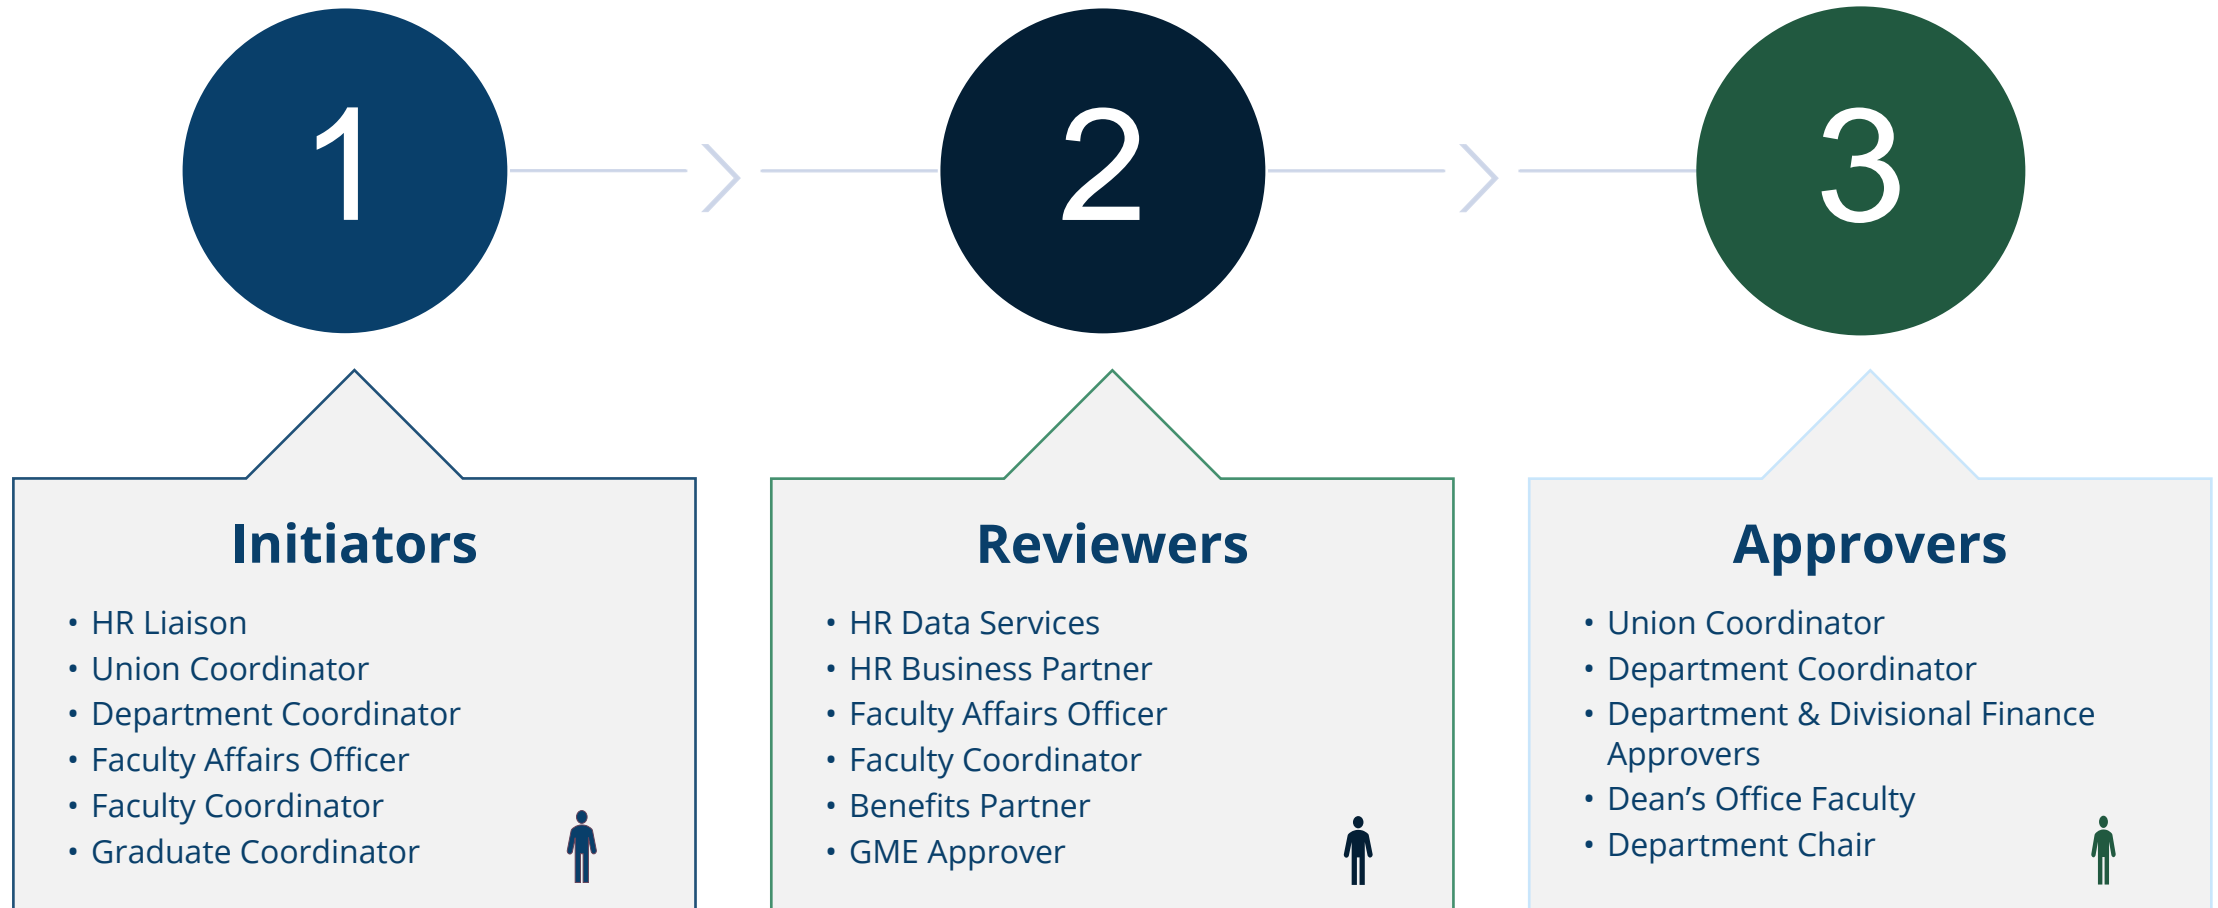 1
2
3
Initiators
• HR Liaison
• Union Coordinator
• Department Coordinator
• Faculty Affairs Officer
• Faculty Coordinator
• Graduate Coordinator
Reviewers
• HR Data Services
• HR Business Partner
• Faculty Affairs Officer
• Faculty Coordinator
• Benefits Partner
• GME Approver
Approvers
• Union Coordinator
• Department Coordinator
• Department & Divisional Finance
Approvers
• Dean’s Office Faculty
• Department Chair